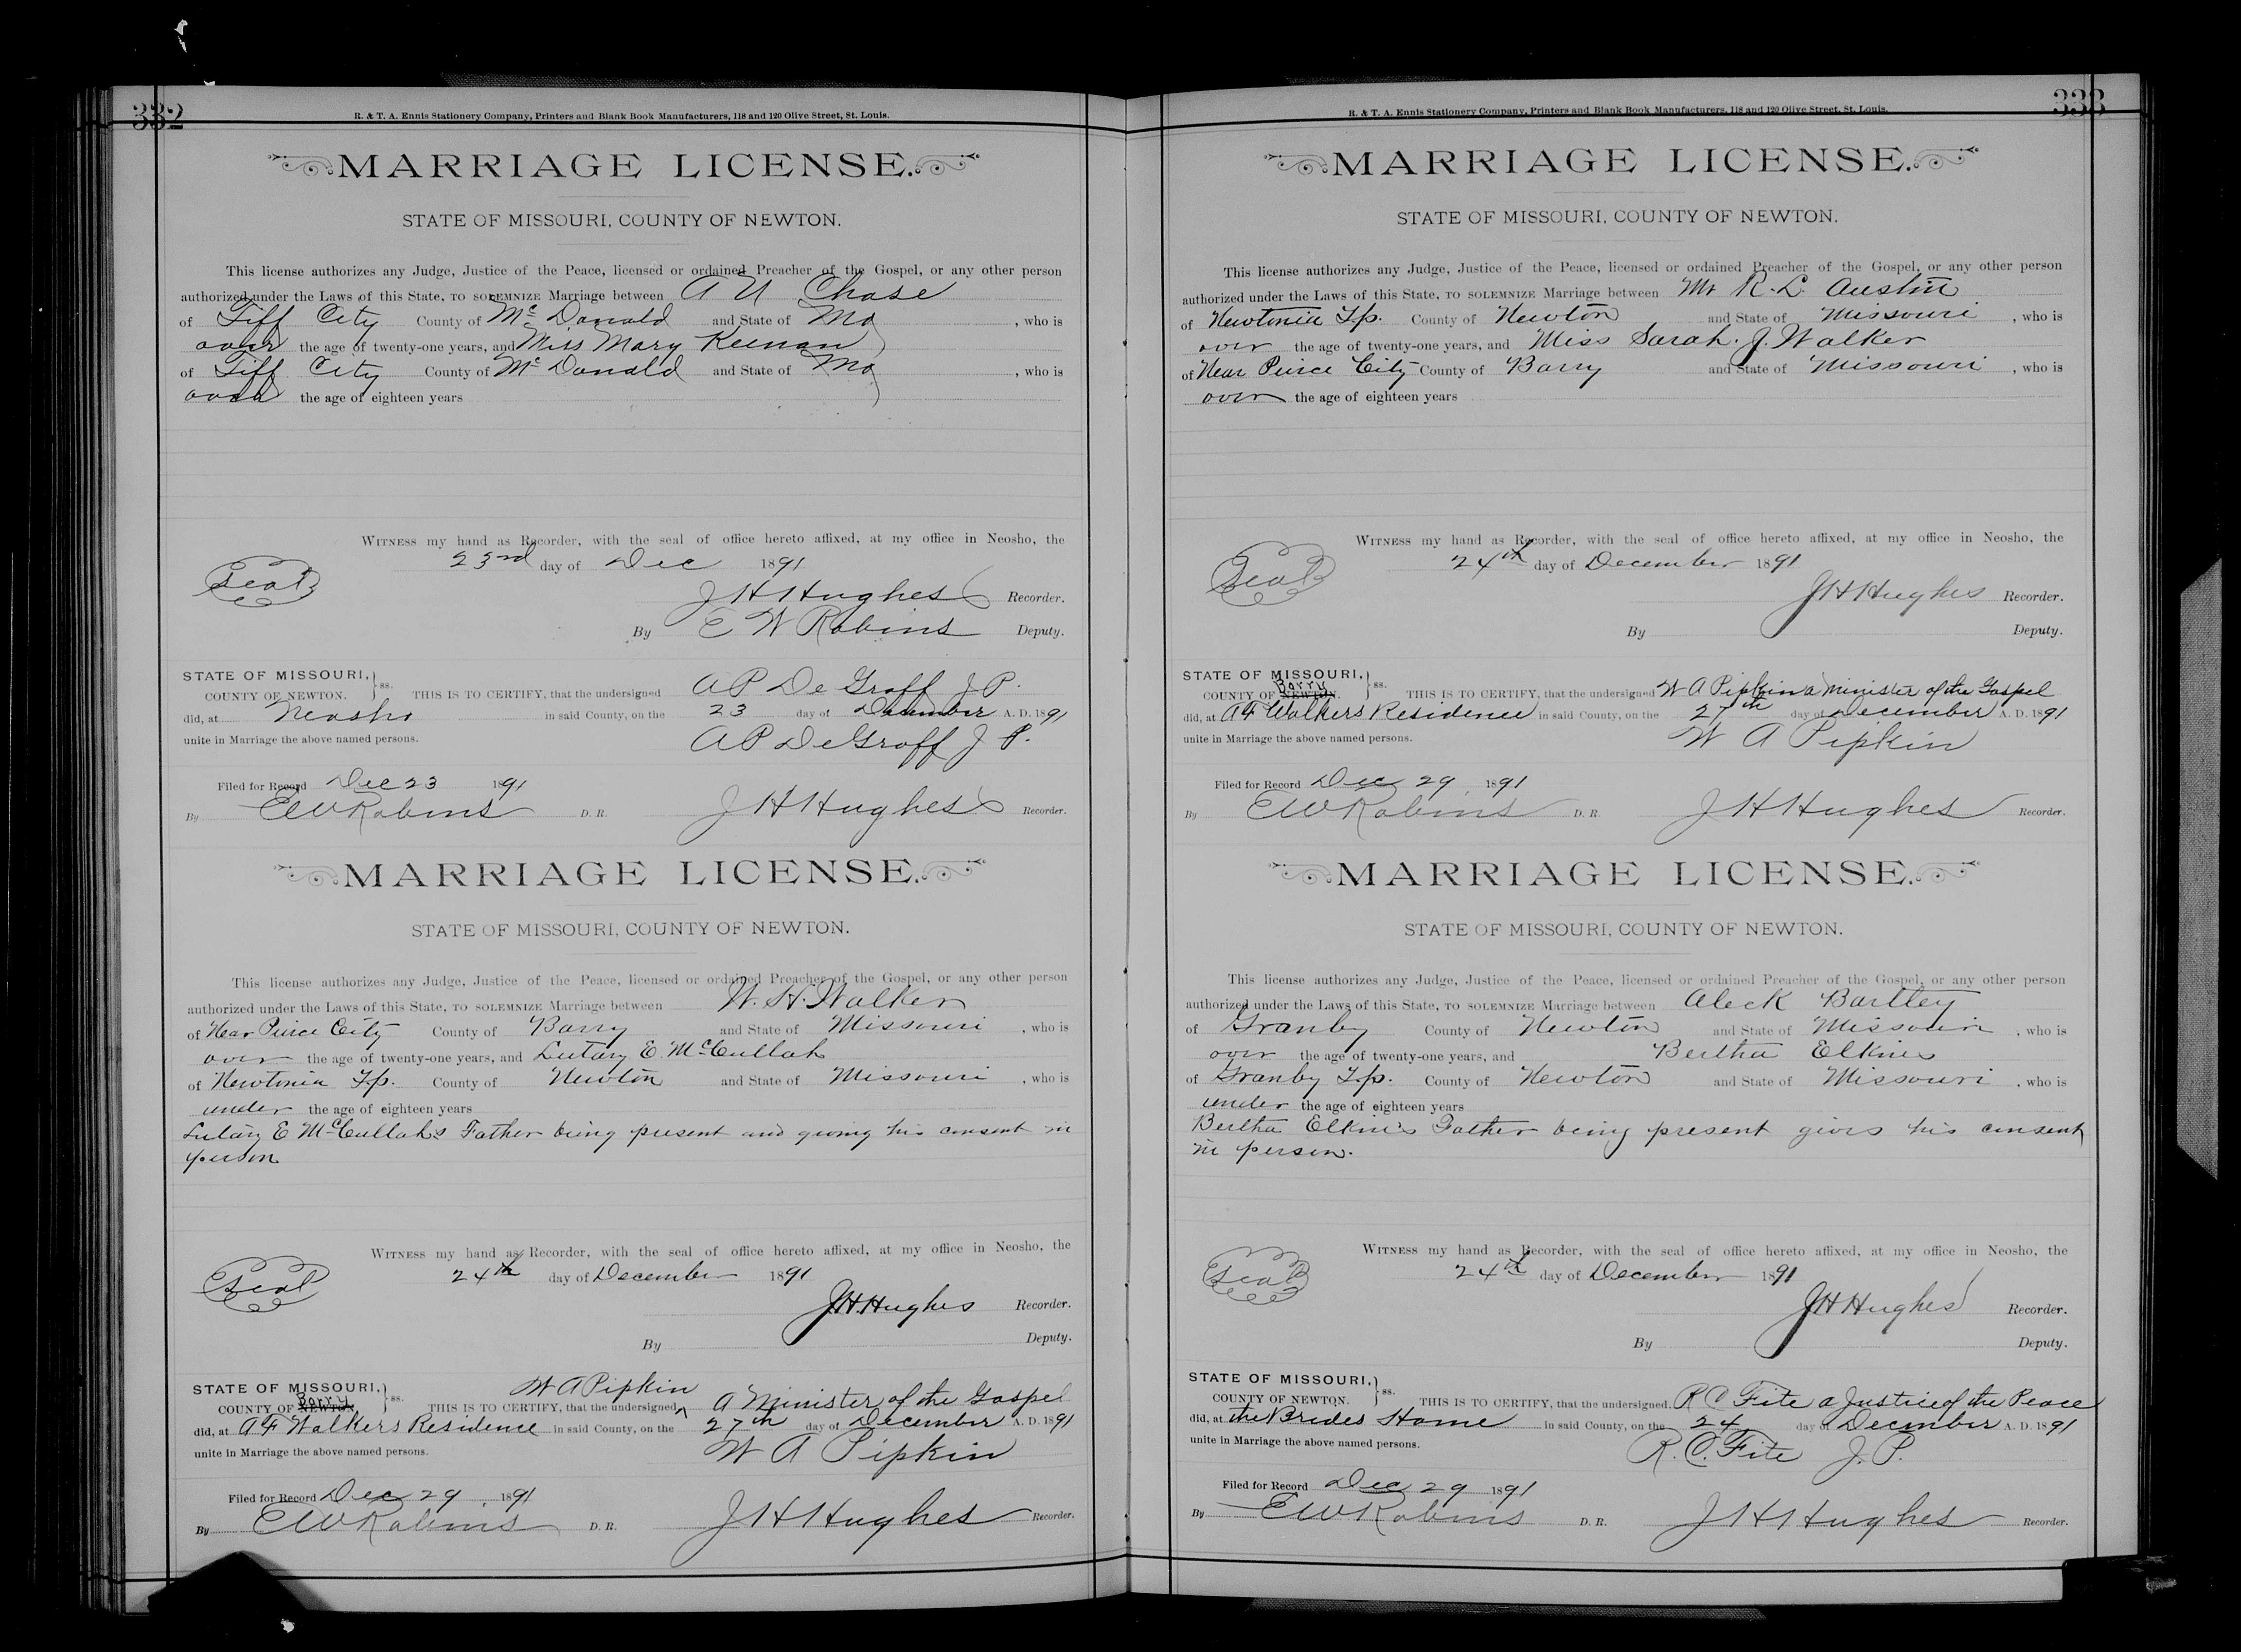 332
R. & T. A. Ennis Stationery Company, Printers and Blank Book Manufacturers, 118 and 120 Olive Street, St. Louis.
MARRIAGE LICENSE.
STATE OF MISSOURI, COUNTY OF NEWTON.
This license authorizes any Judge, Justice of the Peace, licensed or ordained Preacher of the Gospel, or any other person
authorized under the Laws of this State, TO SOLEMNIZE Marriage between A U Chase
of Tiff City County of Mc Donald and State of Mo , who is
over the age of twenty-one years, and Miss Mary Keenan
of Tiff City County of Mc Donald and State of Mo , who is
over the age of eighteen years
WITNESS my hand as Recorder, with the seal of office hereto affixed, at my office in Neosho, the
Seal 23rd day of Dec 1891
J H Hughes Recorder.
By E W Robins Deputy.
STATE OF MISSOURI, } ss.
COUNTY OF NEWTON. THIS IS TO CERTIFY, that the undersigned A P De Groff J P.
did, at Neosho in said County, on the 23 day of December A. D. 1891
unite in Marriage the above named persons. A P DeGroff J P.
Filed for Record Dec 23 1891
By E W Robins D. R. J H Hughes Recorder.
MARRIAGE LICENSE.
STATE OF MISSOURI, COUNTY OF NEWTON.
This license authorizes any Judge, Justice of the Peace, licensed or ordained Preacher of the Gospel, or any other person
authorized under the Laws of this State, TO SOLEMNIZE Marriage between W. H. Walker
of Near Peirce City County of Barry and State of Missouri , who is
over the age of twenty-one years, and Lutary E. McCullah
of Newtonia Tp. County of Newton and State of Missouri , who is
under the age of eighteen years
Lutary E McCullah's Father being present and giving his consent in
person
WITNESS my hand as Recorder, with the seal of office hereto affixed, at my office in Neosho, the
Seal 24th day of December 1891
J.H. Hughes Recorder.
By Deputy.
STATE OF MISSOURI, } ss. W A Pipkin
COUNTY OF NEWTON. Barry THIS IS TO CERTIFY, that the undersigned ^ A Minister of the Gospel
did, at A F Walkers Residence in said County, on the 27th day of December A. D. 1891
unite in Marriage the above named persons. W A Pipkin
Filed for Record Dec 29, 1891
By E W Robins D. R. J H Hughes Recorder.
333
R. & T. A. Ennis Stationery Company, Printers and Blank Book Manufacturers, 118 and 120 Olive Street, St. Louis.
MARRIAGE LICENSE.
STATE OF MISSOURI, COUNTY OF NEWTON.
This license authorizes any Judge, Justice of the Peace, licensed or ordained Preacher of the Gospel, or any other person
authorized under the Laws of this State, TO SOLEMNIZE Marriage between Mr R. L. Austin
of Newtonia Tp. County of Newton and State of Missouri , who is
over the age of twenty-one years, and Miss Sarah. J. Walker
of Near Peirce City County of Barry and State of Missouri , who is
over the age of eighteen years
WITNESS my hand as Recorder, with the seal of office hereto affixed, at my office in Neosho, the
Seal 24th day of December 1891
J H Hughes Recorder.
By Deputy.
STATE OF MISSOURI, } ss.
COUNTY OF NEWTON. Barry THIS IS TO CERTIFY, that the undersigned W A Pipkin a Minister of the Gospel
did, at A F Walkers Residence in said County, on the 27th day of December A. D. 1891
unite in Marriage the above named persons. W A Pipkin
Filed for Record Dec 29, 1891
By E W Robins D. R. J H Hughes Recorder.
MARRIAGE LICENSE.
STATE OF MISSOURI, COUNTY OF NEWTON.
This license authorizes any Judge, Justice of the Peace, licensed or ordained Preacher of the Gospel, or any other person
authorized under the Laws of this State, TO SOLEMNIZE Marriage between Aleck Bartley
of Granby County of Newton and State of Missouri , who is
over the age of twenty-one years, and Bertha Elkins
of Granby Tp. County of Newton and State of Missouri , who is
under the age of eighteen years
Bertha Elkin's Father being present gives his consent
in person.
WITNESS my hand as Recorder, with the seal of office hereto affixed, at my office in Neosho, the
Seal 24th day of December 1891
J H Hughes Recorder.
By Deputy.
STATE OF MISSOURI, } ss.
COUNTY OF NEWTON. THIS IS TO CERTIFY, that the undersigned R C Fite a Justice of the Peace
did, at the Brides Home in said County, on the 24 day of December A. D. 1891
unite in Marriage the above named persons. R. C. Fite J. P.
Filed for Record Dec 29 1891
By E W Robins D. R. J H Hughes Recorder.